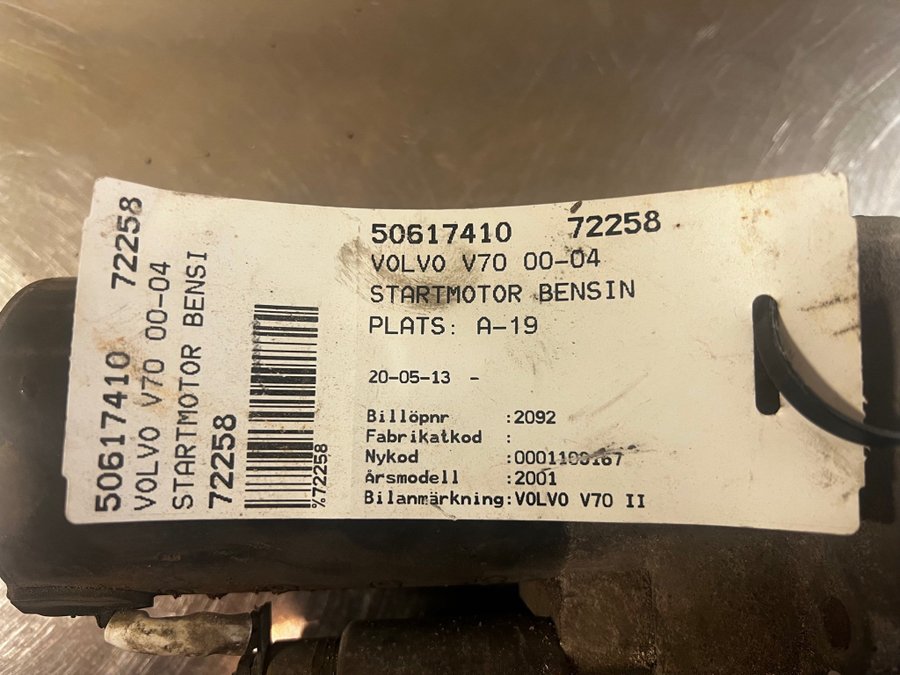 50617410 72258
VOLVO V70 00-04
STARTMOTOR BENSI
72258
%72258
50617410 72258
VOLVO V70 00-04
STARTMOTOR BENSIN
PLATS: A-19
20-05-13 -
Billöpnr :2092
Fabrikatkod :
Nykod :0001108167
Årsmodell :2001
Bilanmärkning:VOLVO V70 II